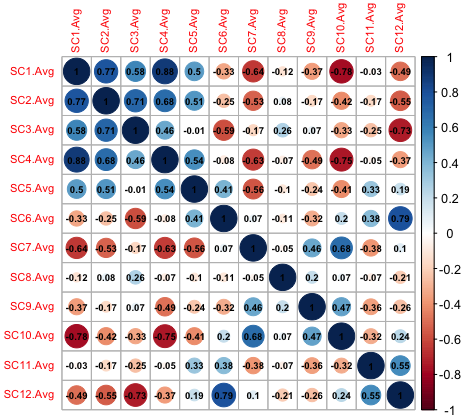 SC1.Avg SC2.Avg SC3.Avg SC4.Avg SC5.Avg SC6.Avg SC7.Avg SC8.Avg SC9.Avg SC10.Avg SC11.Avg SC12.Avg
SC1.Avg 1 0.77 0.58 0.88 0.5 -0.33 -0.64 -0.12 -0.37 -0.78 -0.03 -0.49
SC2.Avg 0.77 1 0.71 0.68 0.51 -0.25 -0.53 0.08 -0.17 -0.42 -0.17 -0.55
SC3.Avg 0.58 0.71 1 0.46 -0.01 -0.59 -0.17 0.26 0.07 -0.33 -0.25 -0.73
SC4.Avg 0.88 0.68 0.46 1 0.54 -0.08 -0.63 -0.07 -0.49 -0.75 -0.05 -0.37
SC5.Avg 0.5 0.51 -0.01 0.54 1 0.41 -0.56 -0.1 -0.24 -0.41 0.33 0.19
SC6.Avg -0.33 -0.25 -0.59 -0.08 0.41 1 0.07 -0.11 -0.32 0.2 0.38 0.79
SC7.Avg -0.64 -0.53 -0.17 -0.63 -0.56 0.07 1 -0.05 0.46 0.68 -0.38 0.1
SC8.Avg -0.12 0.08 0.26 -0.07 -0.1 -0.11 -0.05 1 0.2 0.07 -0.07 -0.21
SC9.Avg -0.37 -0.17 0.07 -0.49 -0.24 -0.32 0.46 0.2 1 0.47 -0.36 -0.26
SC10.Avg -0.78 -0.42 -0.33 -0.75 -0.41 0.2 0.68 0.07 0.47 1 -0.32 0.24
SC11.Avg -0.03 -0.17 -0.25 -0.05 0.33 0.38 -0.38 -0.07 -0.36 -0.32 1 0.55
SC12.Avg -0.49 -0.55 -0.73 -0.37 0.19 0.79 0.1 -0.21 -0.26 0.24 0.55 1
1
0.8
0.6
0.4
0.2
0
-0.2
-0.4
-0.6
-0.8
-1